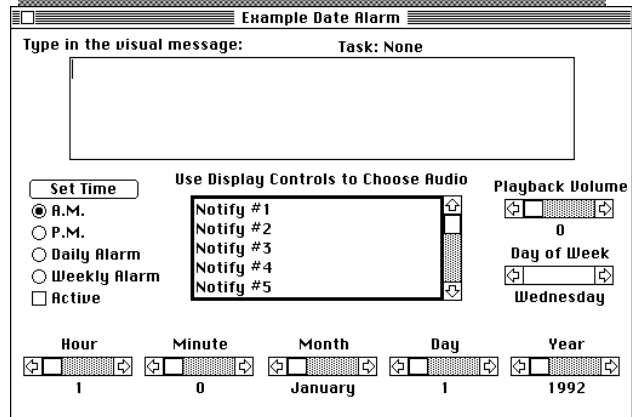 Example Date Alarm
Type in the visual message: Task: None
Use Display Controls to Choose Audio
Set Time
A.M.
P.M.
Daily Alarm
Weekly Alarm
Active
Notify #1
Notify #2
Notify #3
Notify #4
Notify #5
Playback Volume
0
Day of Week
Wednesday
Hour Minute Month Day Year
1 0 January 1 1992